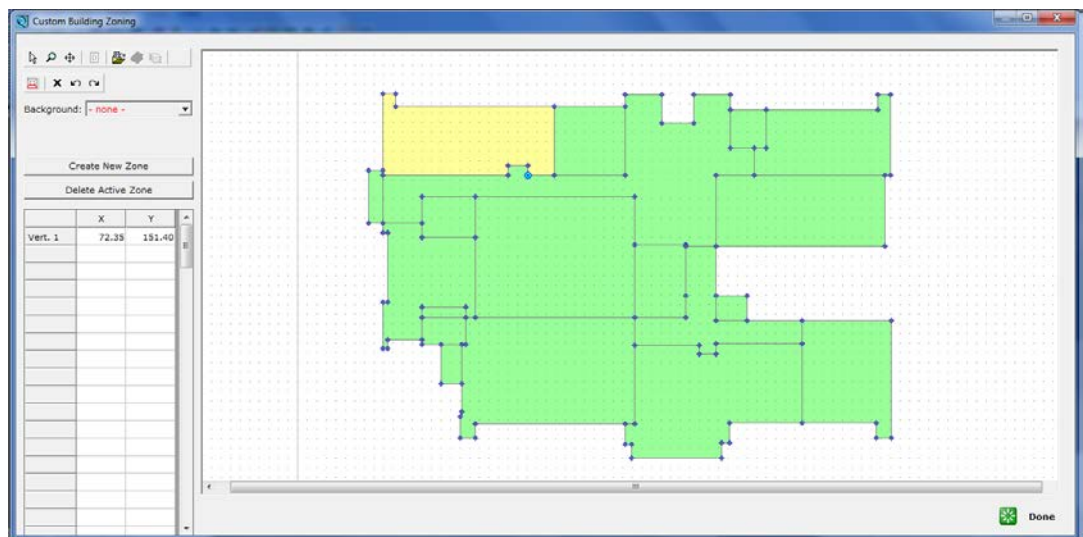 Custom Building Zoning
Background: - none -
Create New Zone
Delete Active Zone
X Y
Vert. 1 72.35 151.40
Done